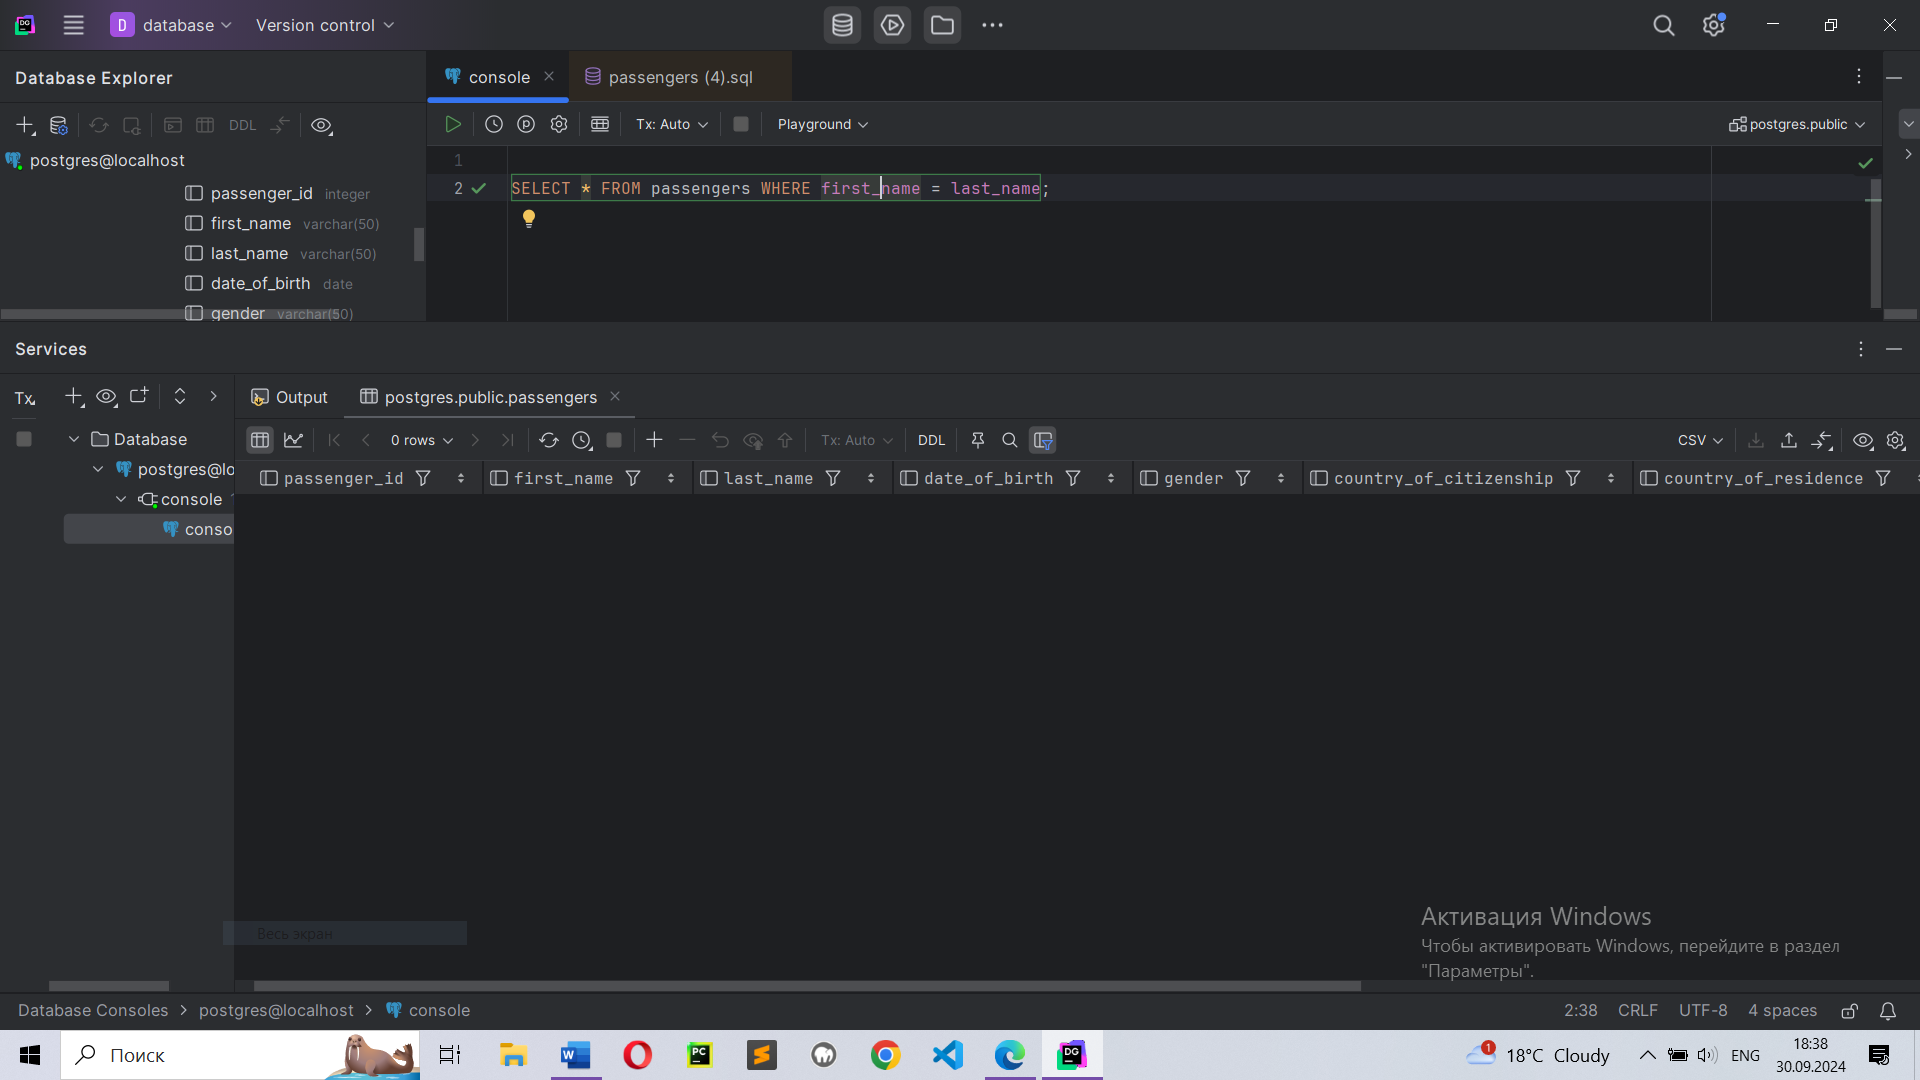 D database Version control
Database Explorer
console
passengers (4).sql
DDL
Tx: Auto
Playground
postgres.public
postgres@localhost
passenger_id integer
first_name varchar(50)
last_name varchar(50)
date_of_birth date
gender varchar(50)
1
2
SELECT * FROM passengers WHERE first_name = last_name;
Services
Tx
Output
postgres.public.passengers
Database
postgres@lo
console
conso
0 rows
Tx: Auto
DDL
CSV
passenger_id
first_name
last_name
date_of_birth
gender
country_of_citizenship
country_of_residence
Весь экран
Активация Windows
Чтобы активировать Windows, перейдите в раздел
"Параметры".
Database Consoles > postgres@localhost > console
2:38 CRLF UTF-8 4 spaces
Поиск
1
18°C Cloudy
ENG
18:38
30.09.2024